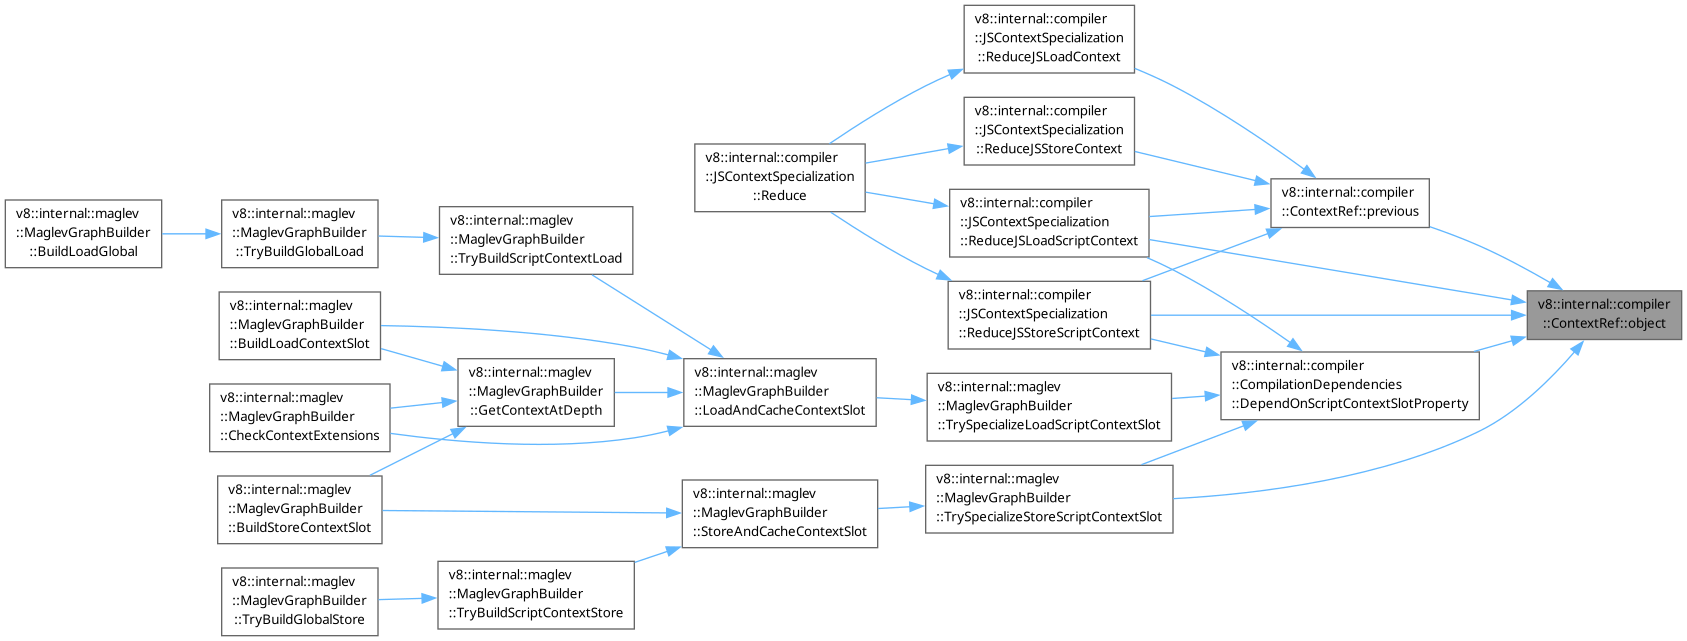 v8::internal::compiler
::JSContextSpecialization
::ReduceJSLoadContext
v8::internal::compiler
::JSContextSpecialization
::ReduceJSStoreContext
v8::internal::compiler
::JSContextSpecialization
::Reduce
v8::internal::compiler
::ContextRef::previous
v8::internal::compiler
::JSContextSpecialization
::ReduceJSLoadScriptContext
v8::internal::maglev
::MaglevGraphBuilder
::BuildLoadGlobal
v8::internal::maglev
::MaglevGraphBuilder
::TryBuildGlobalLoad
v8::internal::maglev
::MaglevGraphBuilder
::TryBuildScriptContextLoad
v8::internal::compiler
::JSContextSpecialization
::ReduceJSStoreScriptContext
v8::internal::compiler
::ContextRef::object
v8::internal::maglev
::MaglevGraphBuilder
::BuildLoadContextSlot
v8::internal::maglev
::MaglevGraphBuilder
::GetContextAtDepth
v8::internal::maglev
::MaglevGraphBuilder
::LoadAndCacheContextSlot
v8::internal::maglev
::MaglevGraphBuilder
::TrySpecializeLoadScriptContextSlot
v8::internal::compiler
::CompilationDependencies
::DependOnScriptContextSlotProperty
v8::internal::maglev
::MaglevGraphBuilder
::CheckContextExtensions
v8::internal::maglev
::MaglevGraphBuilder
::BuildStoreContextSlot
v8::internal::maglev
::MaglevGraphBuilder
::StoreAndCacheContextSlot
v8::internal::maglev
::MaglevGraphBuilder
::TrySpecializeStoreScriptContextSlot
v8::internal::maglev
::MaglevGraphBuilder
::TryBuildGlobalStore
v8::internal::maglev
::MaglevGraphBuilder
::TryBuildScriptContextStore